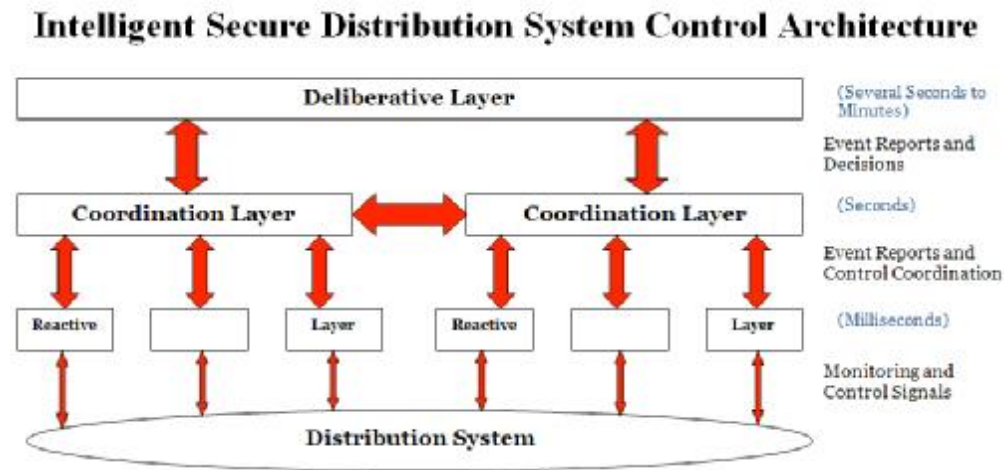 Intelligent Secure Distribution System Control Architecture
Deliberative Layer
(Several Seconds to
Minutes)
Event Reports and
Decisions
Coordination Layer
Coordination Layer
(Seconds)
Event Reports and
Control Coordination
Reactive
Layer
Reactive
Layer
(Milliseconds)
Monitoring and
Control Signals
Distribution System